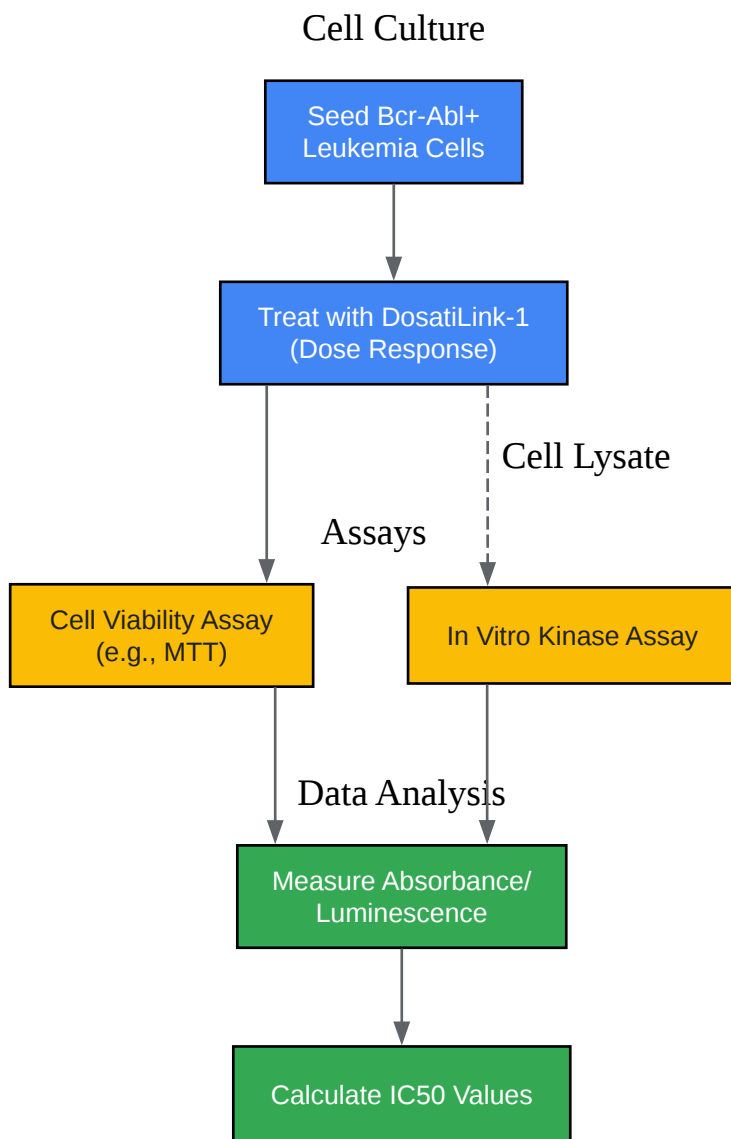 Cell Culture
Seed Bcr-Abl+
Leukemia Cells
Treat with DosatiLink-1
(Dose Response)
Cell Lysate
Assays
Cell Viability Assay
(e.g., MTT)
In Vitro Kinase Assay
Data Analysis
Measure Absorbance/
Luminescence
Calculate IC50 Values